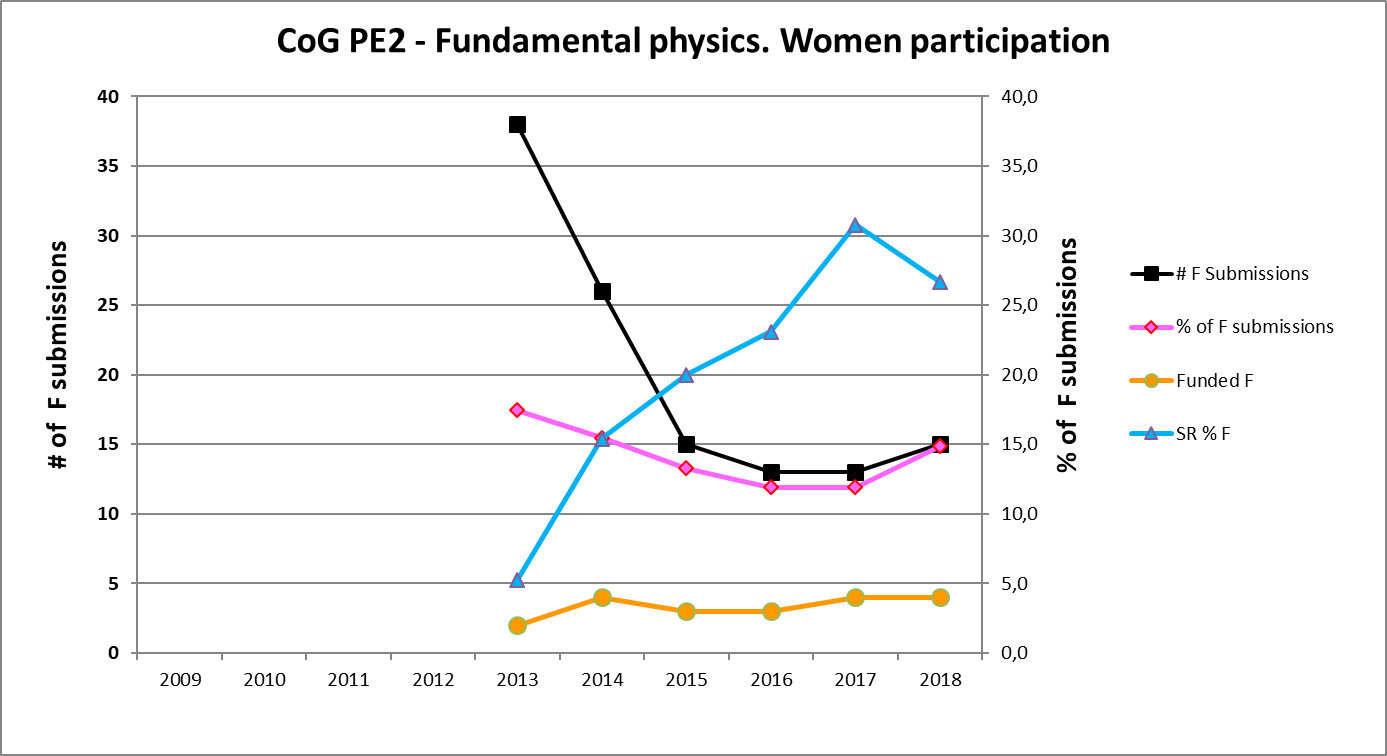 CoG PE2 - Fundamental physics. Women participation
# of  F submissions
40
35
30
25
20
15
10
5
0
40,0
35,0
30,0
25,0
20,0
15,0
10,0
5,0
0,0
% of  F submissions
2009 2010 2011 2012 2013 2014 2015 2016 2017 2018
# F Submissions
% of F submissions
Funded F
SR % F